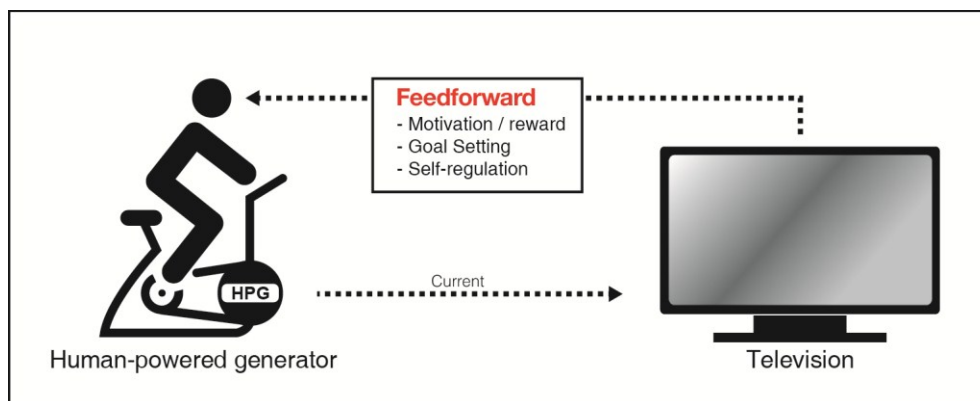 Feedforward
- Motivation / reward
- Goal Setting
- Self-regulation
Current
HPG
Human-powered generator
Television